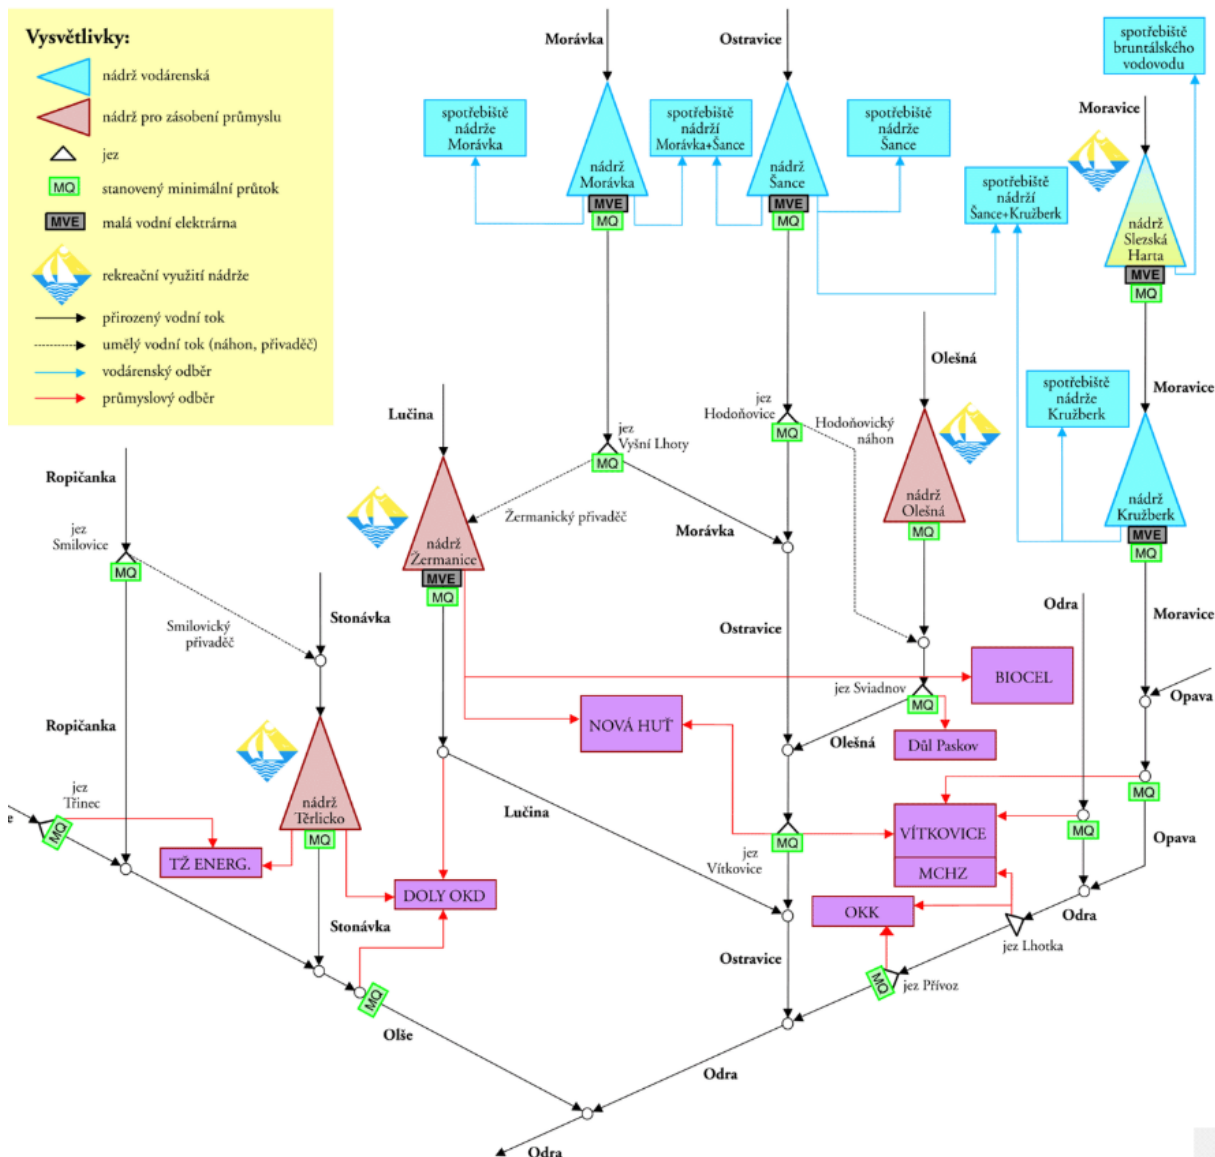 Vysvětlivky:
nádrž vodárenská
nádrž pro zásobení průmyslu
jez
MQ stanovený minimální průtok
MVE malá vodní elektrárna
rekreační využití nádrže
přirozený vodní tok
umělý vodní tok (náhon, přivaděč)
vodárenský odběr
průmyslový odběr
Morávka
Ostravice
spotřebiště
bruntálského
vodovodu
spotřebiště
nádrže
Morávka
spotřebiště
nádrží
Morávka+Šance
spotřebiště
nádrže
Šance
Moravice
nádrž
Morávka
MVE
MQ
nádrž
Šance
MVE
MQ
spotřebiště
nádrží
Šance+Kružberk
nádrž
Slezská
Harta
MVE
MQ
Olešná
spotřebiště
nádrže
Kružberk
Moravice
Lučina
jez
Vyšní Lhoty
MQ
jez
Hodoňovice
MQ
Hodoňovický
náhon
nádrž
Olešná
MQ
nádrž
Kružberk
MVE
MQ
Ropičanka
jez
Smilovice
MQ
Žermanický přivaděč
Morávka
nádrž
Žermanice
MVE
MQ
Smilovický
přivaděč
Stonávka
Ostravice
Odra
Moravice
BIOCEL
jez Sviadnov
MQ
Opava
Ropičanka
NOVÁ HUŤ
Olešná
Důl Paskov
nádrž
Těrlicko
MQ
jez
Třinec
MQ
e
Lučina
MQ
jez
Vítkovice
VÍTKOVICE
MCHZ
MQ
MQ
Opava
TŽ ENERG.
DOLY OKD
OKK
Odra
jez Lhotka
Stonávka
Ostravice
MQ
jez Přívoz
MQ
Olše
Odra
Odra